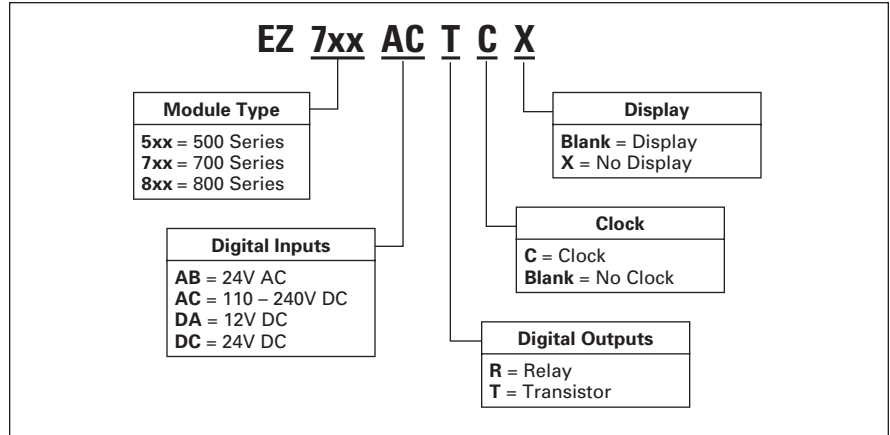 EZ 7xx AC T C X
Module Type
5xx = 500 Series
7xx = 700 Series
8xx = 800 Series
Display
Blank = Display
X = No Display
Digital Inputs
AB = 24V AC
AC = 110 – 240V DC
DA = 12V DC
DC = 24V DC
Clock
C = Clock
Blank = No Clock
Digital Outputs
R = Relay
T = Transistor